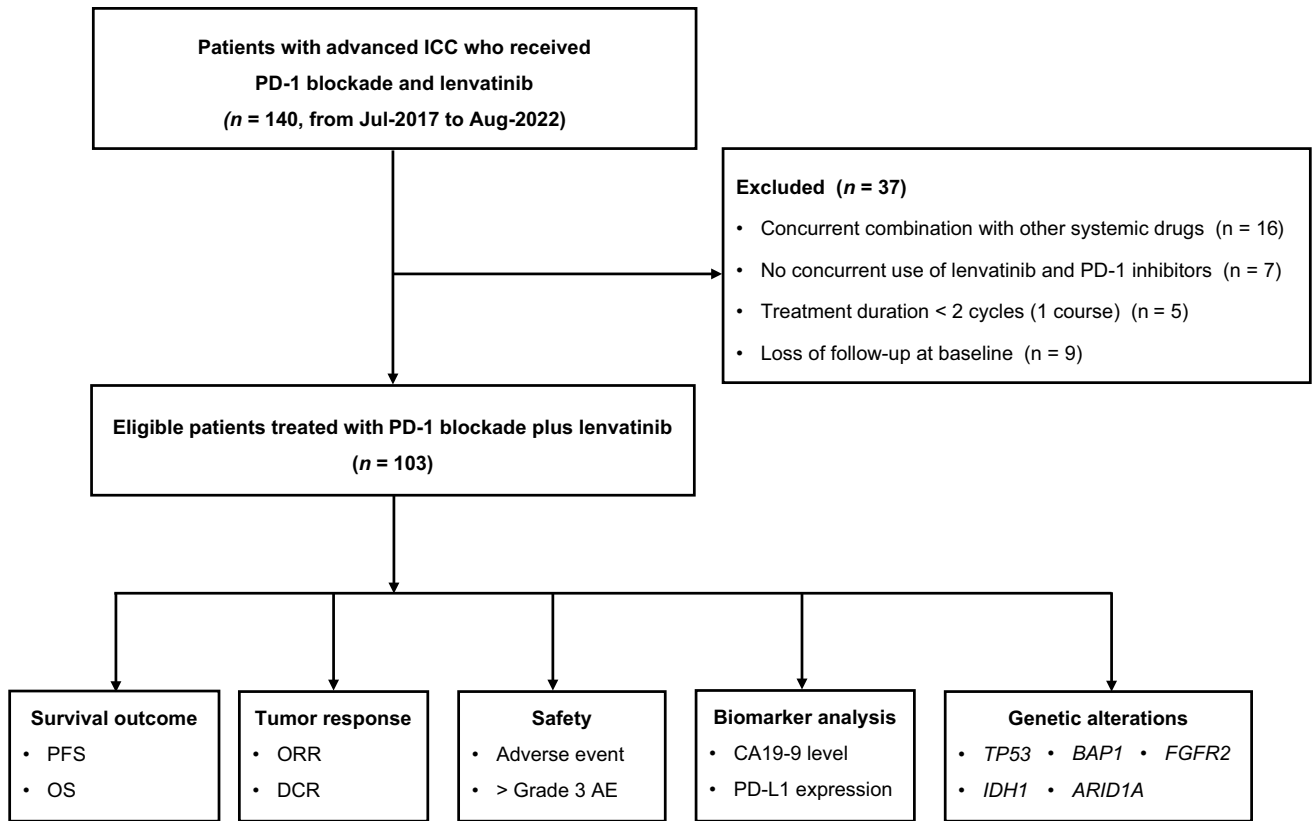 Patients with advanced ICC who received
PD-1 blockade and lenvatinib
(n = 140, from Jul-2017 to Aug-2022)
Excluded (n = 37)
• Concurrent combination with other systemic drugs (n = 16)
• No concurrent use of lenvatinib and PD-1 inhibitors (n = 7)
• Treatment duration < 2 cycles (1 course) (n = 5)
• Loss of follow-up at baseline (n = 9)
Eligible patients treated with PD-1 blockade plus lenvatinib
(n = 103)
Survival outcome
• PFS
• OS
Tumor response
• ORR
• DCR
Safety
• Adverse event
• > Grade 3 AE
Biomarker analysis
• CA19-9 level
• PD-L1 expression
Genetic alterations
• TP53 • BAP1 • FGFR2
• IDH1 • ARID1A